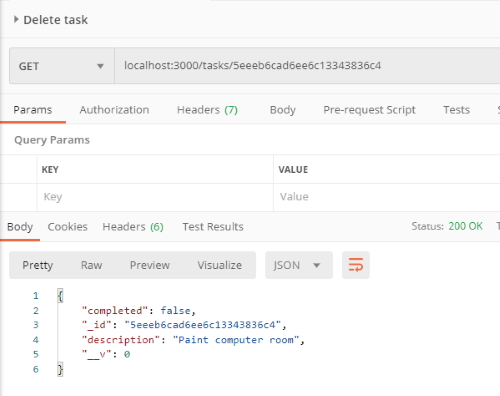 Delete task
GET localhost:3000/tasks/5eeeb6cad6ee6c13343836c4
Params Authorization Headers (7) Body Pre-request Script Tests
Query Params
KEY VALUE
Key Value
Body Cookies Headers (6) Test Results Status: 200 OK
Pretty Raw Preview Visualize JSON
1 {
2 "completed": false,
3 "_id": "5eeeb6cad6ee6c13343836c4",
4 "description": "Paint computer room",
5 "__v": 0
6 }